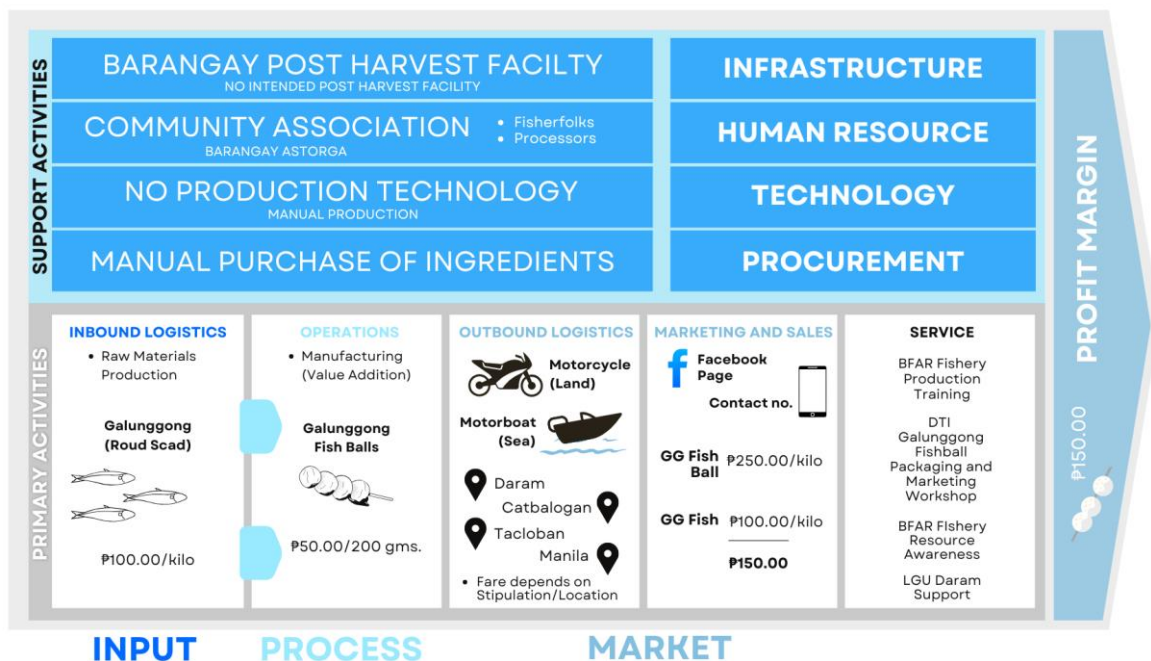 SUPPORT ACTIVITIES
BARANGAY POST HARVEST FACILTY
NO INTENDED POST HARVEST FACILITY
INFRASTRUCTURE
COMMUNITY ASSOCIATION
BARANGAY ASTORGA
• Fisherfolks
• Processors
HUMAN RESOURCE
NO PRODUCTION TECHNOLOGY
MANUAL PRODUCTION
TECHNOLOGY
MANUAL PURCHASE OF INGREDIENTS
PROCUREMENT
PRIMARY ACTIVITIES
INBOUND LOGISTICS
• Raw Materials
Production
Galunggong
(Roud Scad)
₱100.00/kilo
OPERATIONS
• Manufacturing
(Value Addition)
Galunggong
Fish Balls
₱50.00/200 gms.
OUTBOUND LOGISTICS
Motorcycle
(Land)
Motorboat
(Sea)
Daram
Catbalogan
Tacloban
Manila
• Fare depends on
Stipulation/Location
MARKETING AND SALES
f
Facebook
Page
Contact no.
GG Fish
Ball
₱250.00/kilo
GG Fish
₱100.00/kilo
₱150.00
SERVICE
BFAR Fishery
Production
Training
DTI
Galunggong
Fishball
Packaging and
Marketing
Workshop
BFAR FIshery
Resource
Awareness
LGU Daram
Support
PROFIT MARGIN
₱150.00
INPUT
PROCESS
MARKET